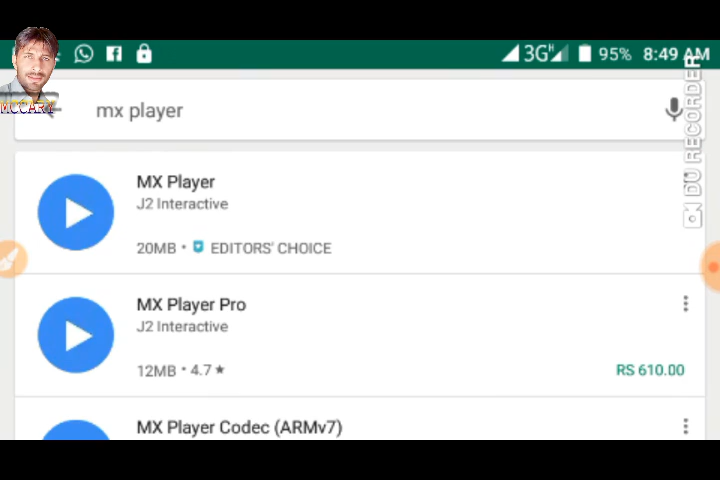 3G H 95% 8:49 AM
MCCARY
mx player
DU RECORDER
MX Player
J2 Interactive
20MB • EDITORS' CHOICE
MX Player Pro
J2 Interactive
12MB • 4.7 ★
RS 610.00
MX Player Codec (ARMv7)